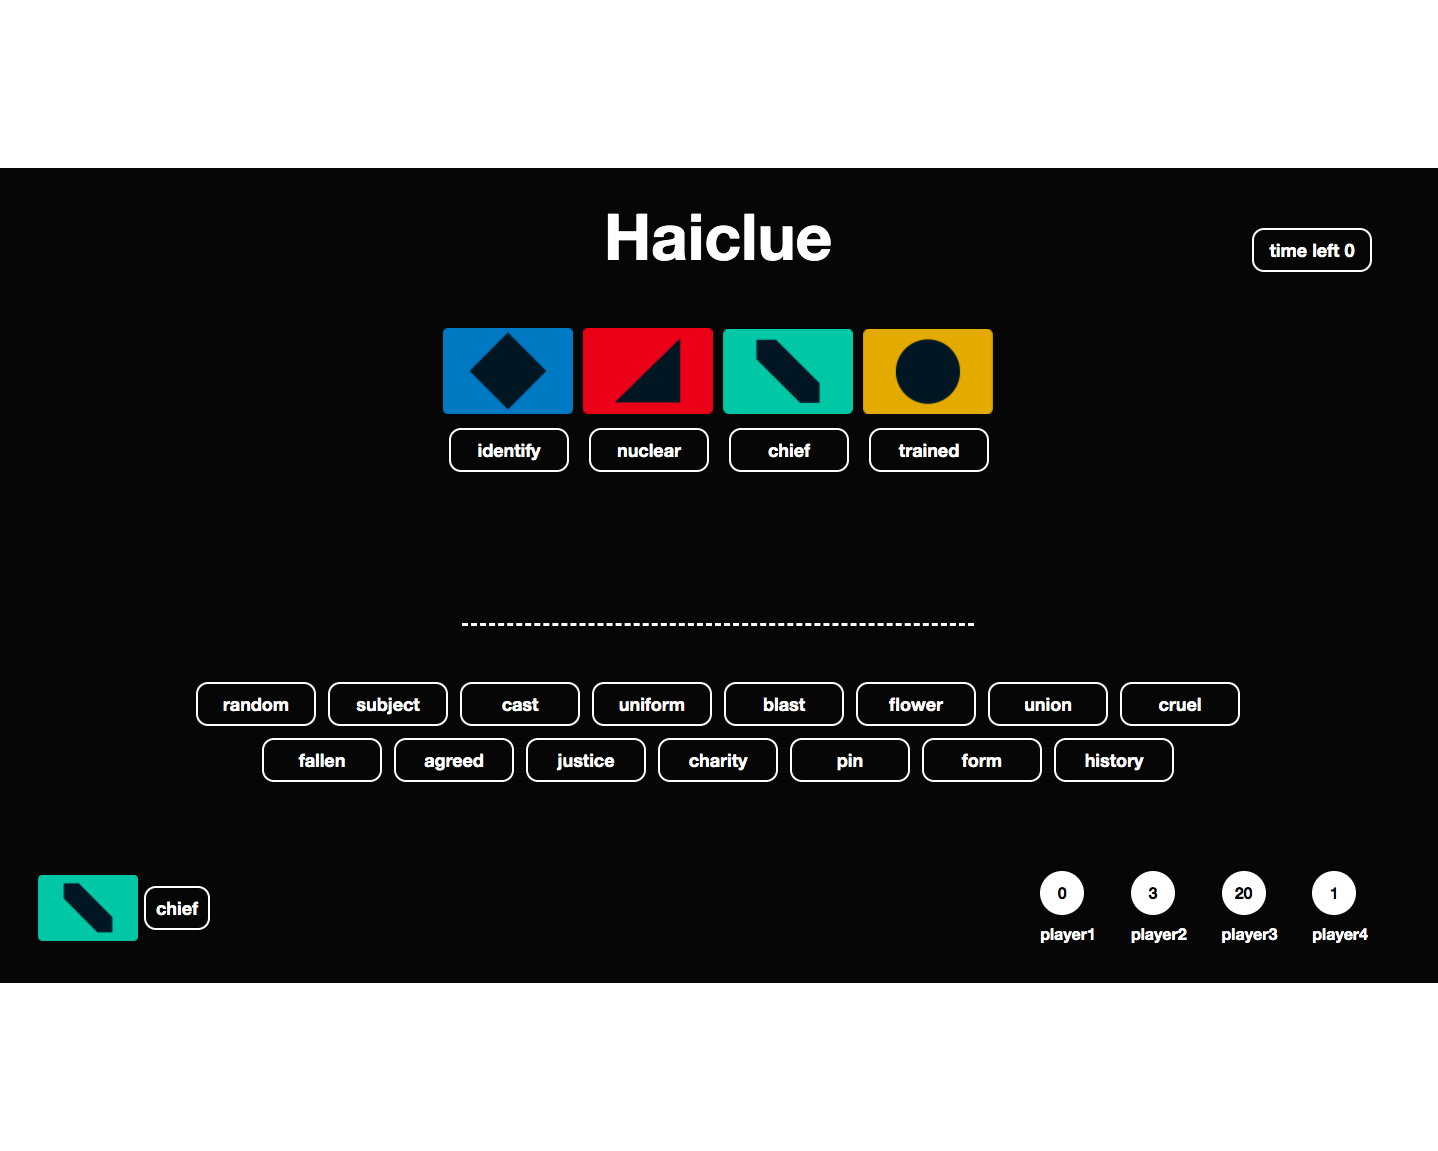 Haiclue
time left 0
identify nuclear chief trained
random subject cast uniform blast flower union cruel
fallen agreed justice charity pin form history
chief
0 3 20 1
player1 player2 player3 player4